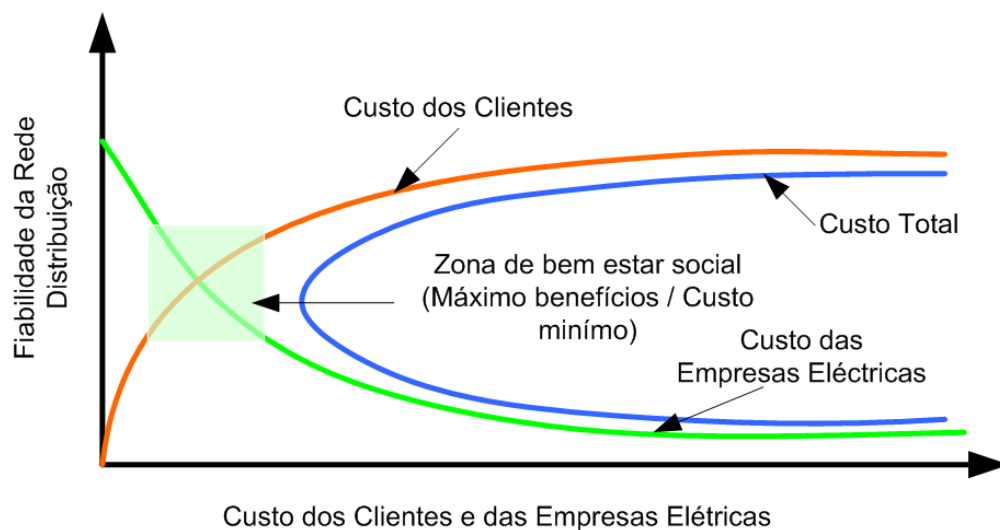 Fiabilidade da Rede
Distribuição
Custo dos Clientes
Custo Total
Zona de bem estar social
(Máximo benefícios / Custo
minímo)
Custo das
Empresas Eléctricas
Custo dos Clientes e das Empresas Elétricas